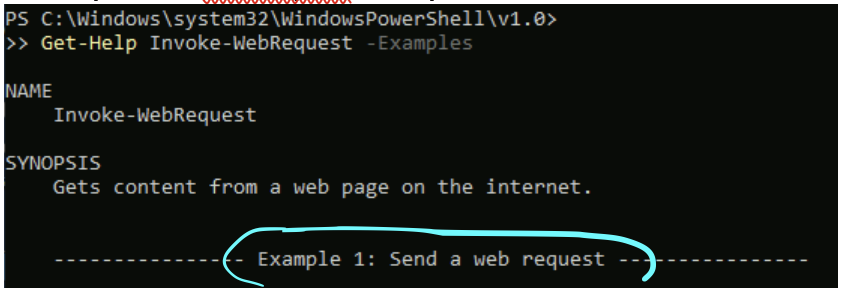 PS C:\Windows\system32\WindowsPowerShell\v1.0>
>> Get-Help Invoke-WebRequest -Examples
NAME
Invoke-WebRequest
SYNOPSIS
Gets content from a web page on the internet.
--------------- Example 1: Send a web request ---------------